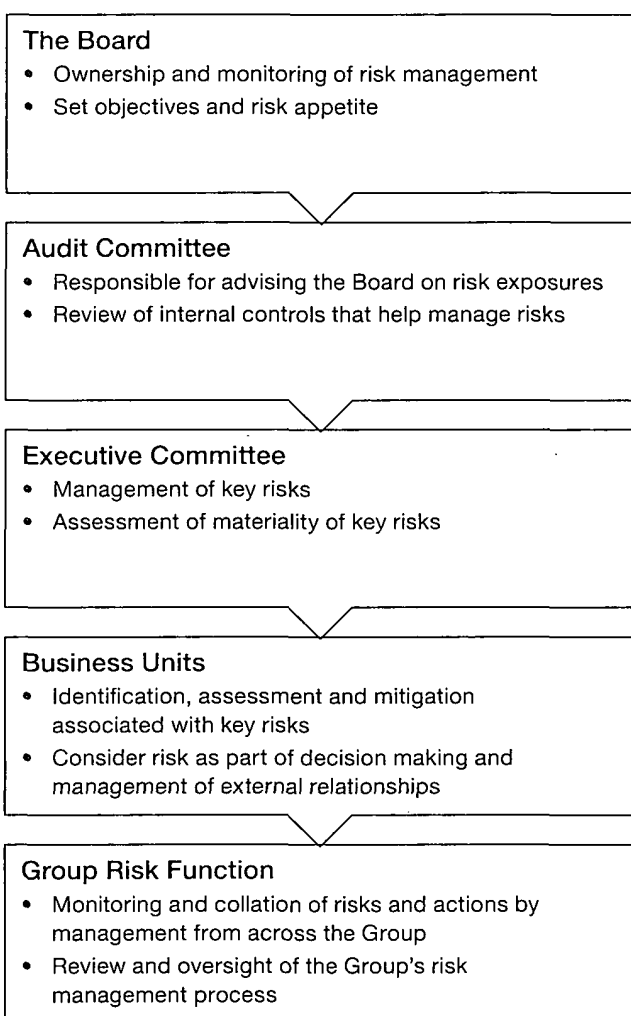 The Board
• Ownership and monitoring of risk management
• Set objectives and risk appetite
Audit Committee
• Responsible for advising the Board on risk exposures
• Review of internal controls that help manage risks
Executive Committee
• Management of key risks
• Assessment of materiality of key risks
Business Units
• Identification, assessment and mitigation
associated with key risks
• Consider risk as part of decision making and
management of external relationships
Group Risk Function
• Monitoring and collation of risks and actions by
management from across the Group
• Review and oversight of the Group's risk
management process